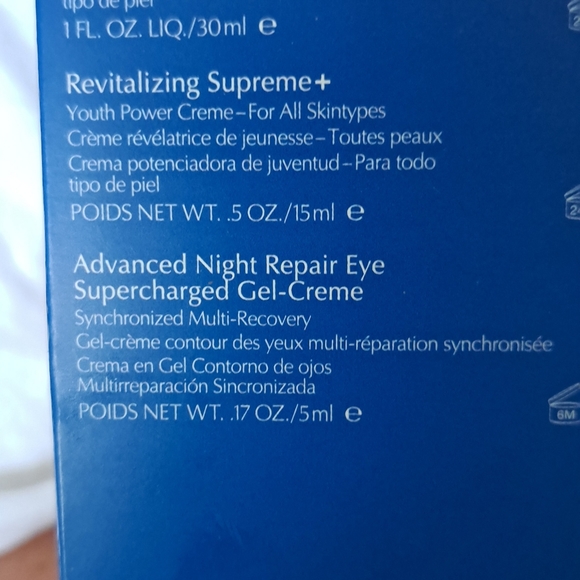 tipo de piel
1 FL. OZ. LIQ./30ml e
Revitalizing Supreme+
Youth Power Creme–For All Skintypes
Crème révélatrice de jeunesse–Toutes peaux
Crema potenciadora de juventud–Para todo
tipo de piel
POIDS NET WT. .5 OZ./15ml e
Advanced Night Repair Eye
Supercharged Gel-Creme
Synchronized Multi-Recovery
Gel-crème contour des yeux multi-réparation synchronisée
Crema en Gel Contorno de ojos
Multirreparación Sincronizada
POIDS NET WT. .17 OZ./5ml e
6M